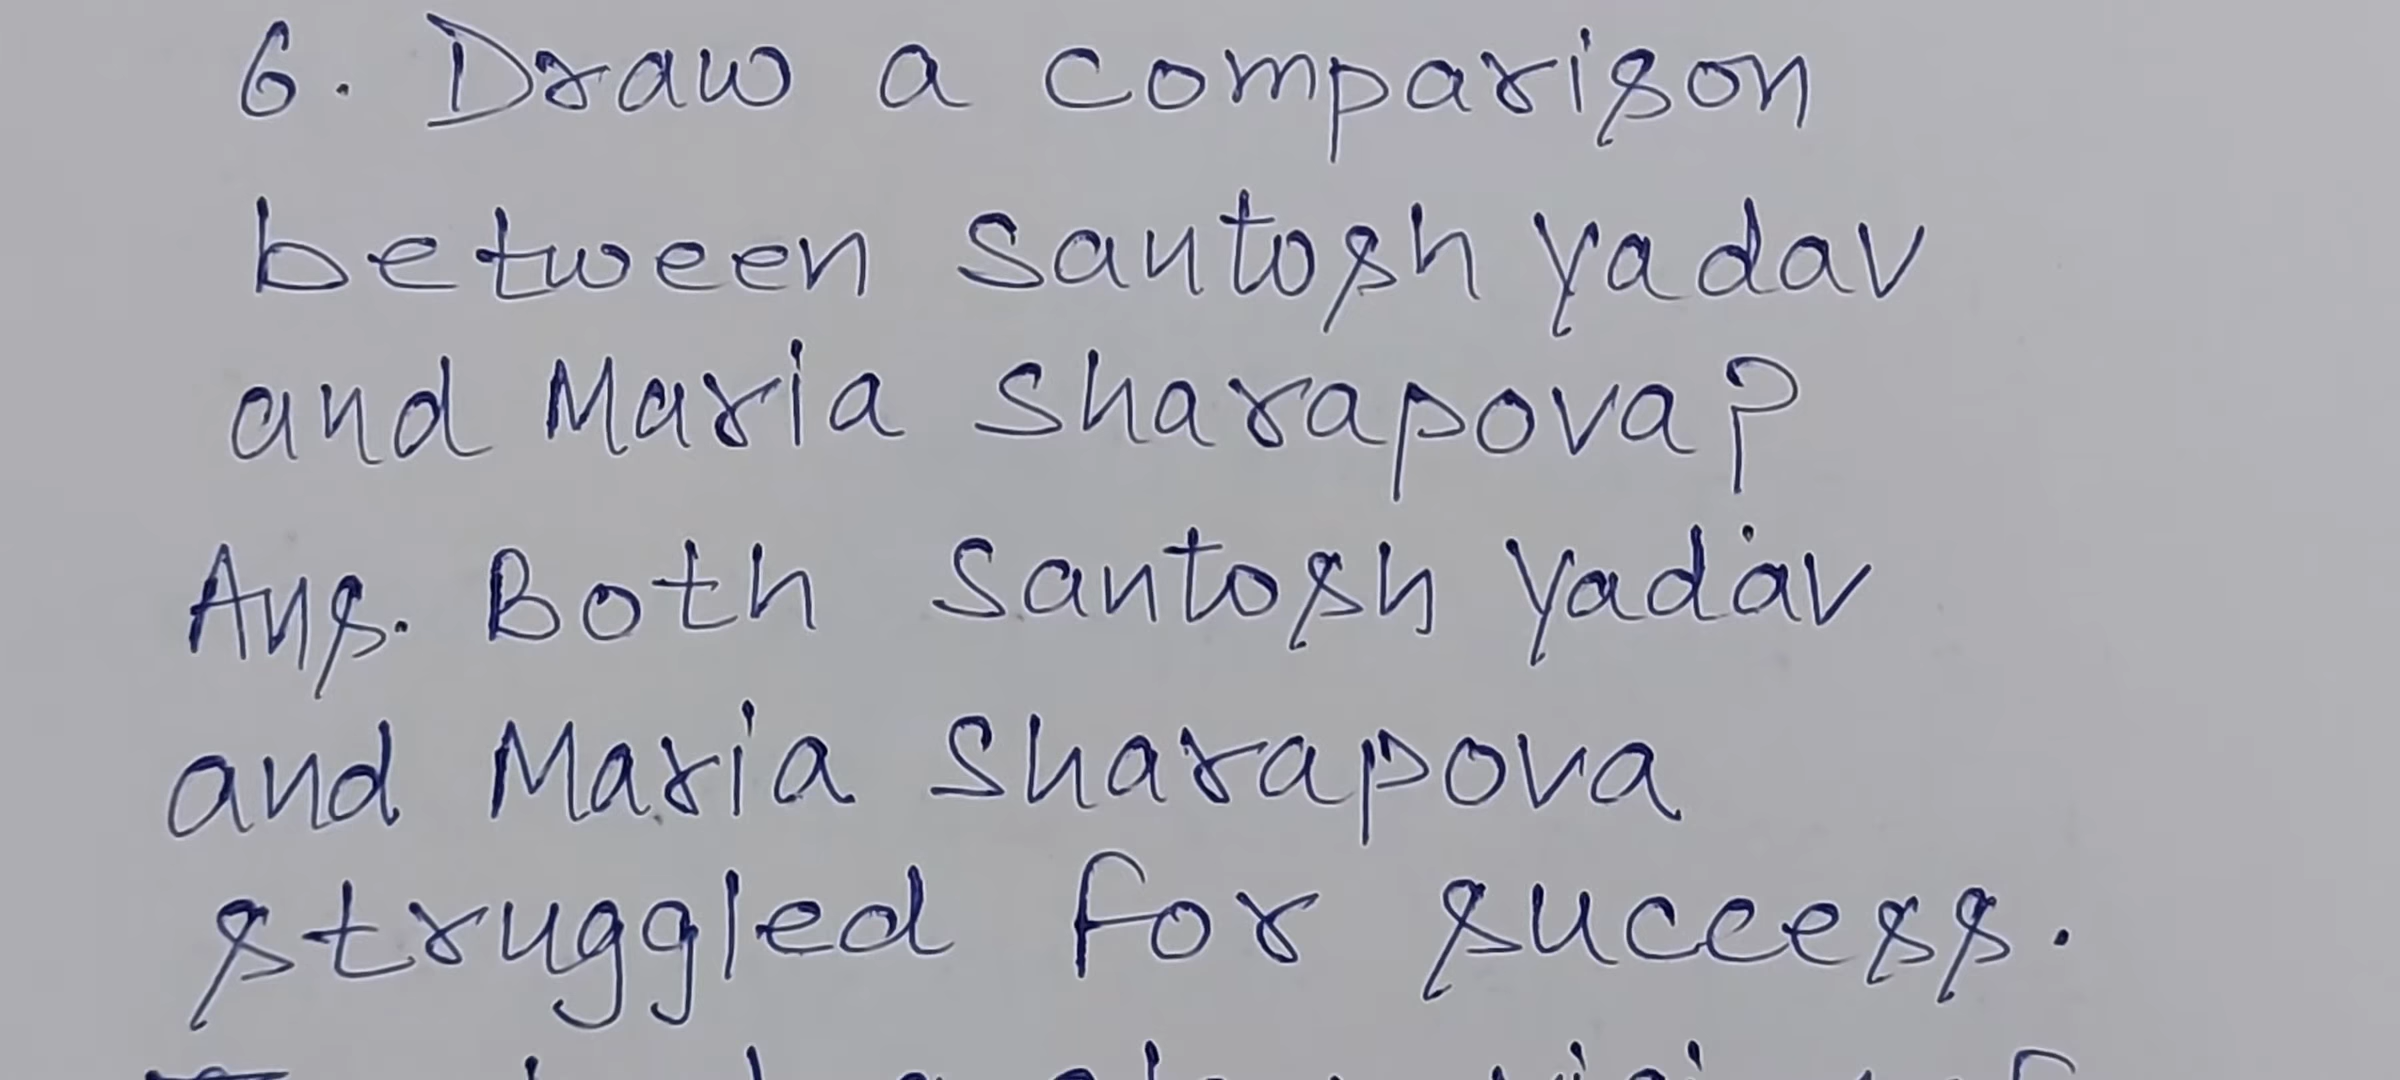 6. Draw a comparison
between Santosh Yadav
and Maria Sharapova?
Ans. Both Santosh Yadav
and Maria Sharapova
struggled for success.